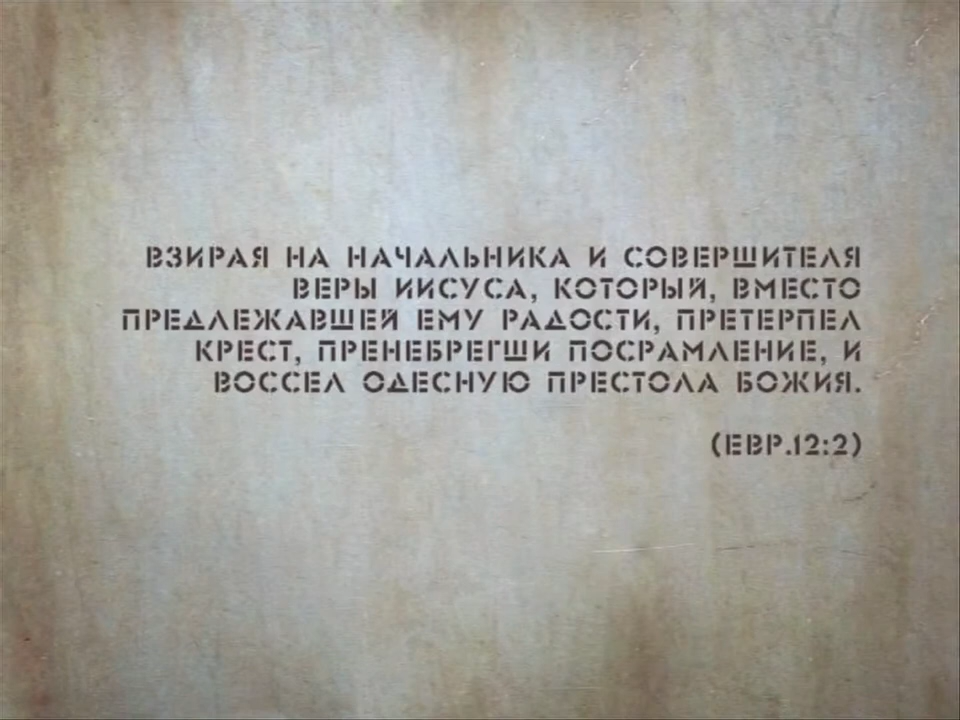 ВЗИРАЯ НА НАЧАЛЬНИКА И СОВЕРШИТЕЛЯ
ВЕРЫ ИИСУСА, КОТОРЫЙ, ВМЕСТО
ПРЕДЛЕЖАВШЕЙ ЕМУ РАДОСТИ, ПРЕТЕРПЕЛ
КРЕСТ, ПРЕНЕБРЕГШИ ПОСРАМЛЕНИЕ, И
ВОССЕЛ ОДЕСНУЮ ПРЕСТОЛА БОЖИЯ.
(ЕВР.12:2)